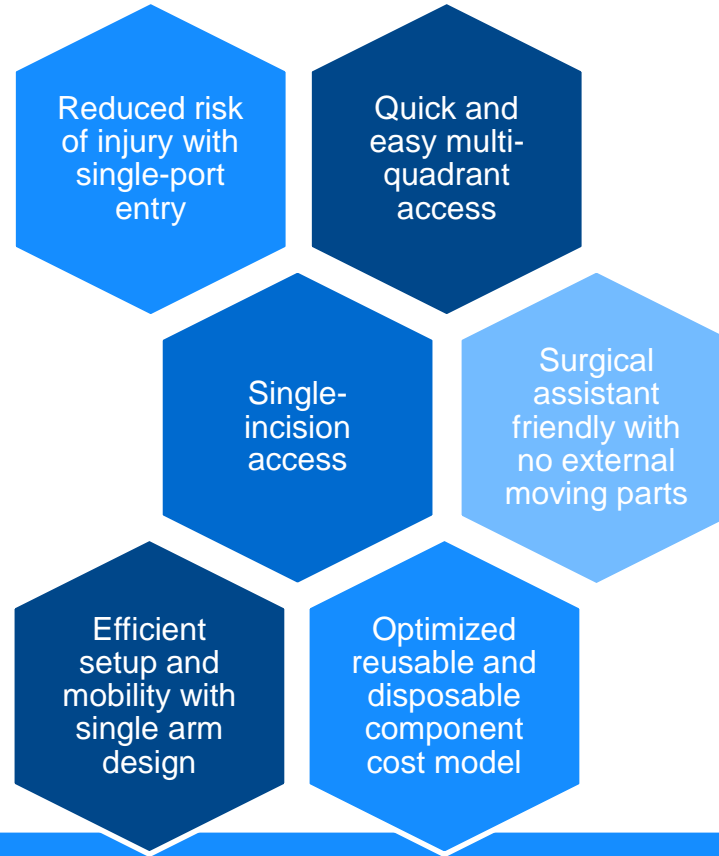 Reduced risk
of injury with
single-port
entry
Quick and
easy multi-
quadrant
access
Single-
incision
access
Surgical
assistant
friendly with
no external
moving parts
Efficient
setup and
mobility with
single arm
design
Optimized
reusable and
disposable
component
cost model